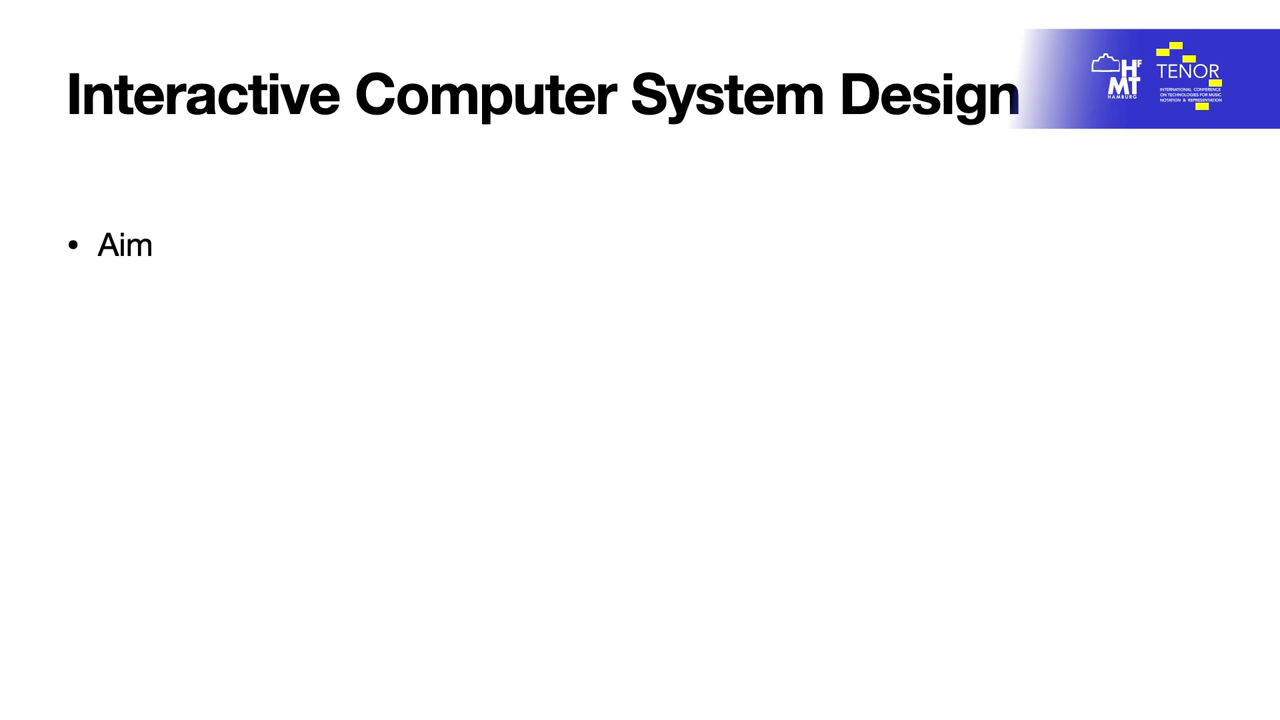 Interactive Computer System Design
HfMT
HAMBURG
TENOR
INTERNATIONAL CONFERENCE
ON TECHNOLOGIES FOR MUSIC
NOTATION & REPRESENTATION
• Aim